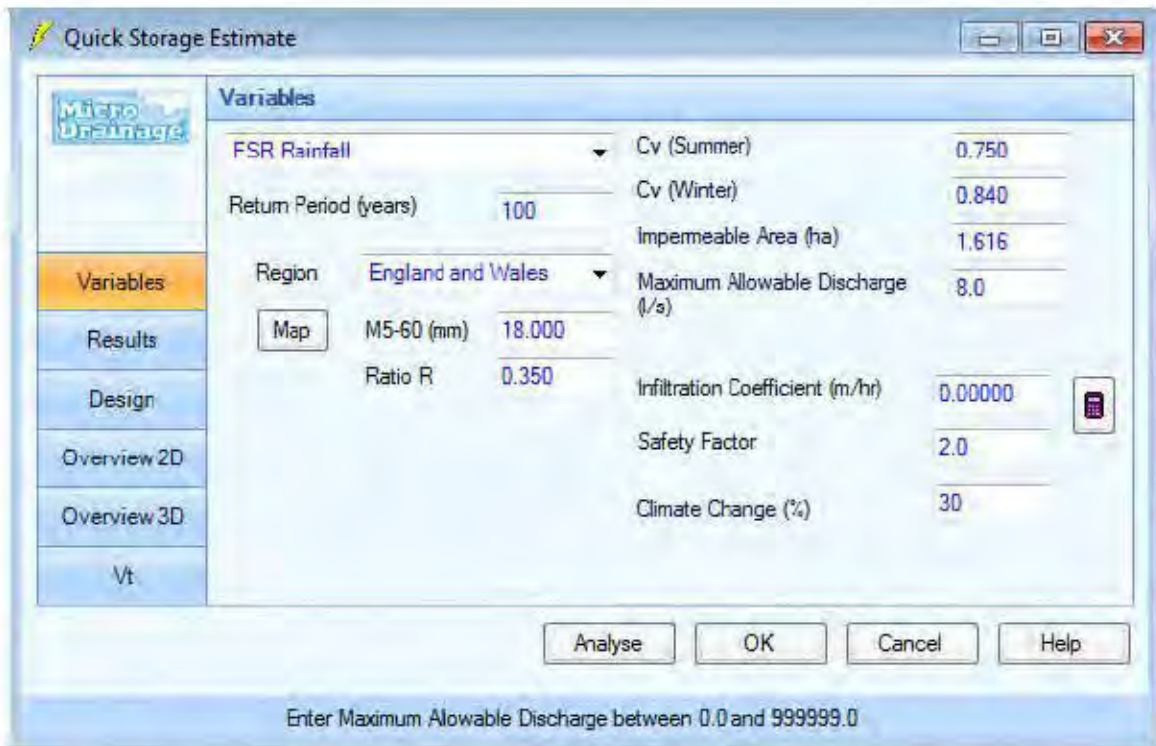 Quick Storage Estimate
Micro
Drainage
Variables
Results
Design
Overview 2D
Overview 3D
Vt
Variables
FSR Rainfall
Return Period (years) 100
Region England and Wales
Map M5-60 (mm) 18.000
Ratio R 0.350
Cv (Summer) 0.750
Cv (Winter) 0.840
Impermeable Area (ha) 1.616
Maximum Allowable Discharge 8.0
(l/s)
Infiltration Coefficient (m/hr) 0.00000
Safety Factor 2.0
Climate Change (%) 30
Analyse OK Cancel Help
Enter Maximum Alowable Discharge between 0.0 and 999999.0